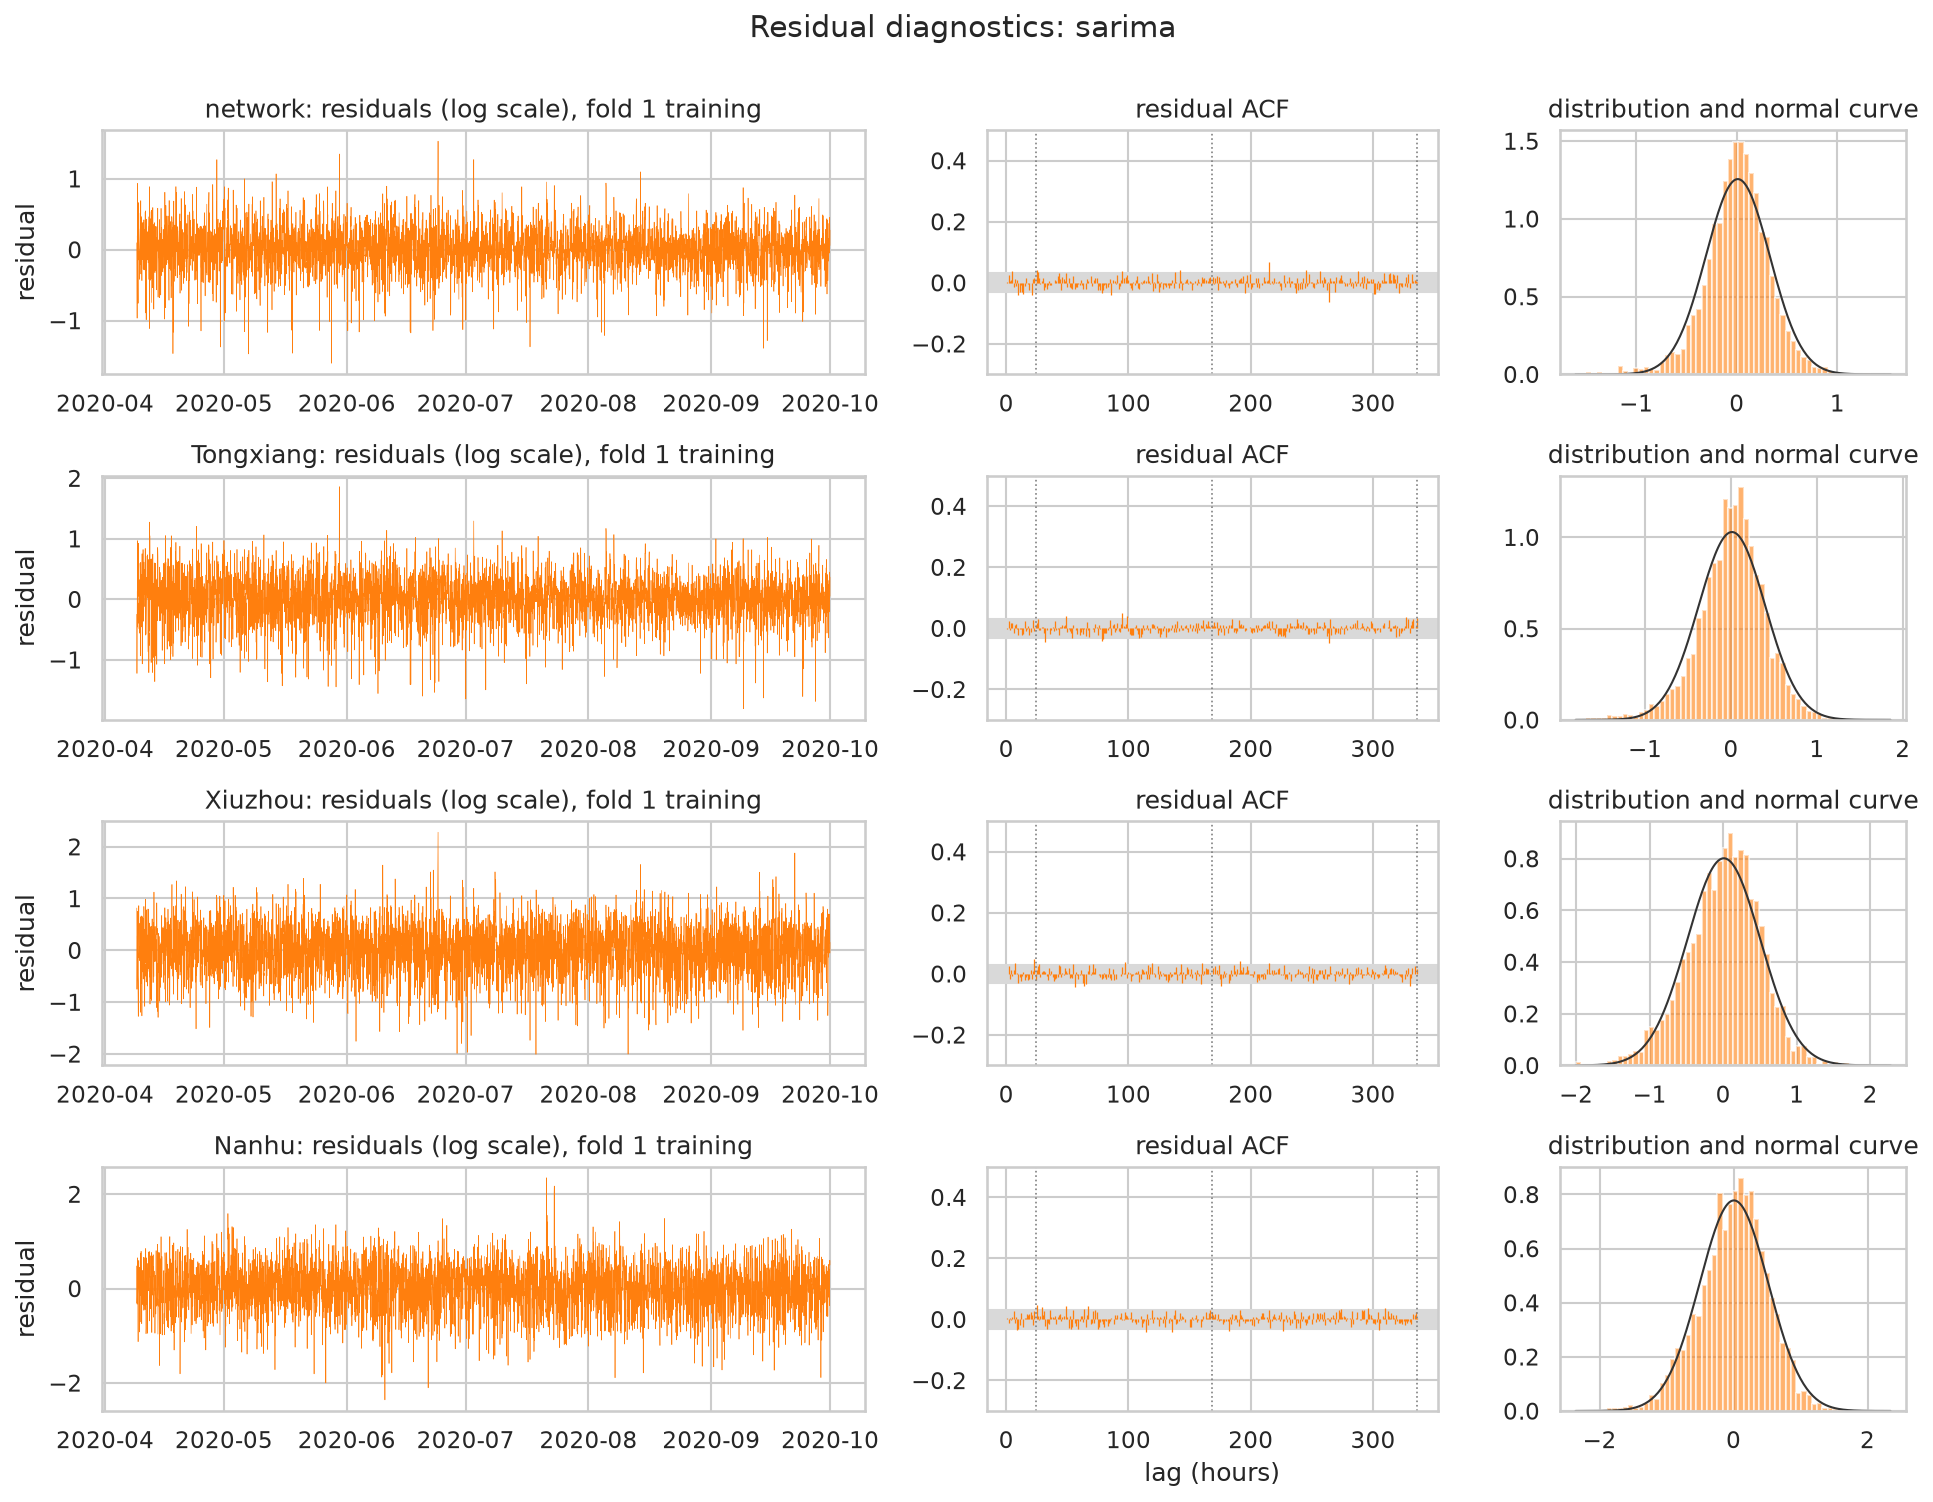 Residual diagnostics: sarima
network: residuals (log scale), fold 1 training
residual ACF
distribution and normal curve
residual
1
0
−1
2020-04 2020-05 2020-06 2020-07 2020-08 2020-09 2020-10
0.4
0.2
0.0
−0.2
0 100 200 300
1.5
1.0
0.5
0.0
−1 0 1
Tongxiang: residuals (log scale), fold 1 training
residual ACF
distribution and normal curve
residual
2
1
0
−1
2020-04 2020-05 2020-06 2020-07 2020-08 2020-09 2020-10
0.4
0.2
0.0
−0.2
0 100 200 300
1.0
0.5
0.0
−1 0 1 2
Xiuzhou: residuals (log scale), fold 1 training
residual ACF
distribution and normal curve
residual
2
1
0
−1
−2
2020-04 2020-05 2020-06 2020-07 2020-08 2020-09 2020-10
0.4
0.2
0.0
−0.2
0 100 200 300
0.8
0.6
0.4
0.2
0.0
−2 −1 0 1 2
Nanhu: residuals (log scale), fold 1 training
residual ACF
distribution and normal curve
residual
2
0
−2
2020-04 2020-05 2020-06 2020-07 2020-08 2020-09 2020-10
0.4
0.2
0.0
−0.2
0 100 200 300
lag (hours)
0.8
0.6
0.4
0.2
0.0
−2 0 2